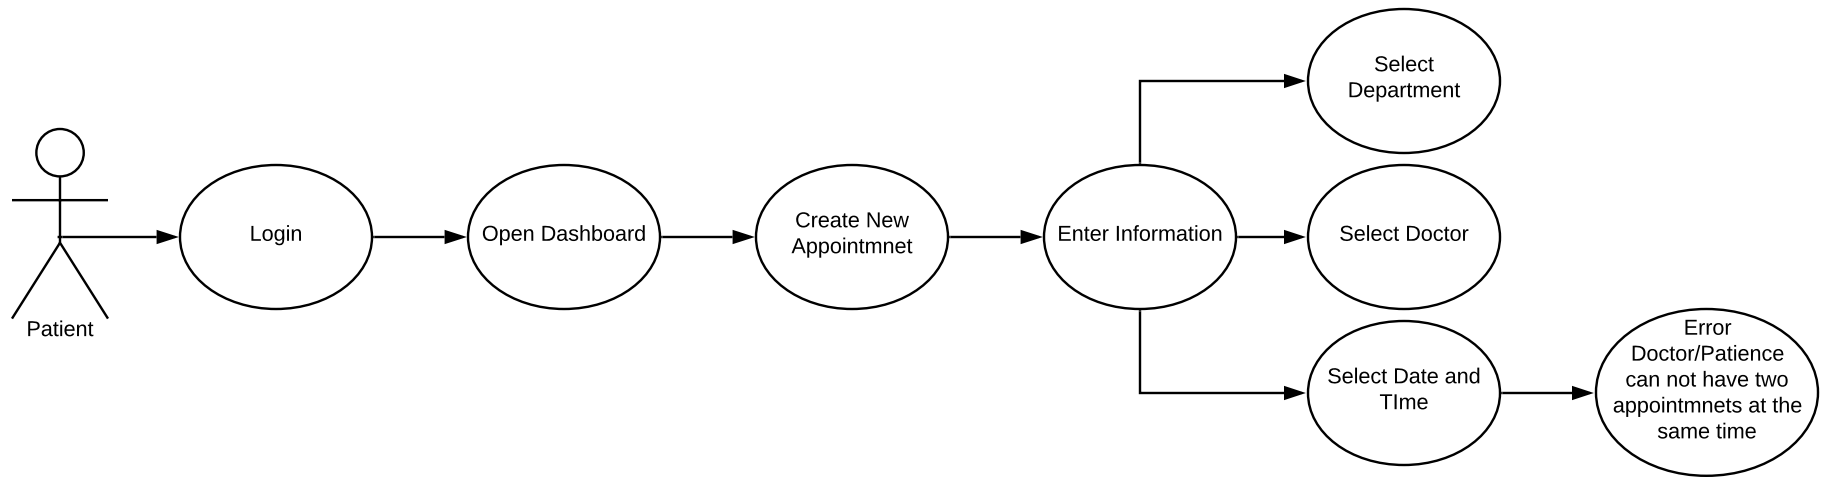 Patient
Login
Open Dashboard
Create New
Appointmnet
Enter Information
Select
Department
Select Doctor
Select Date and
TIme
Error
Doctor/Patience
can not have two
appointmnets at the
same time